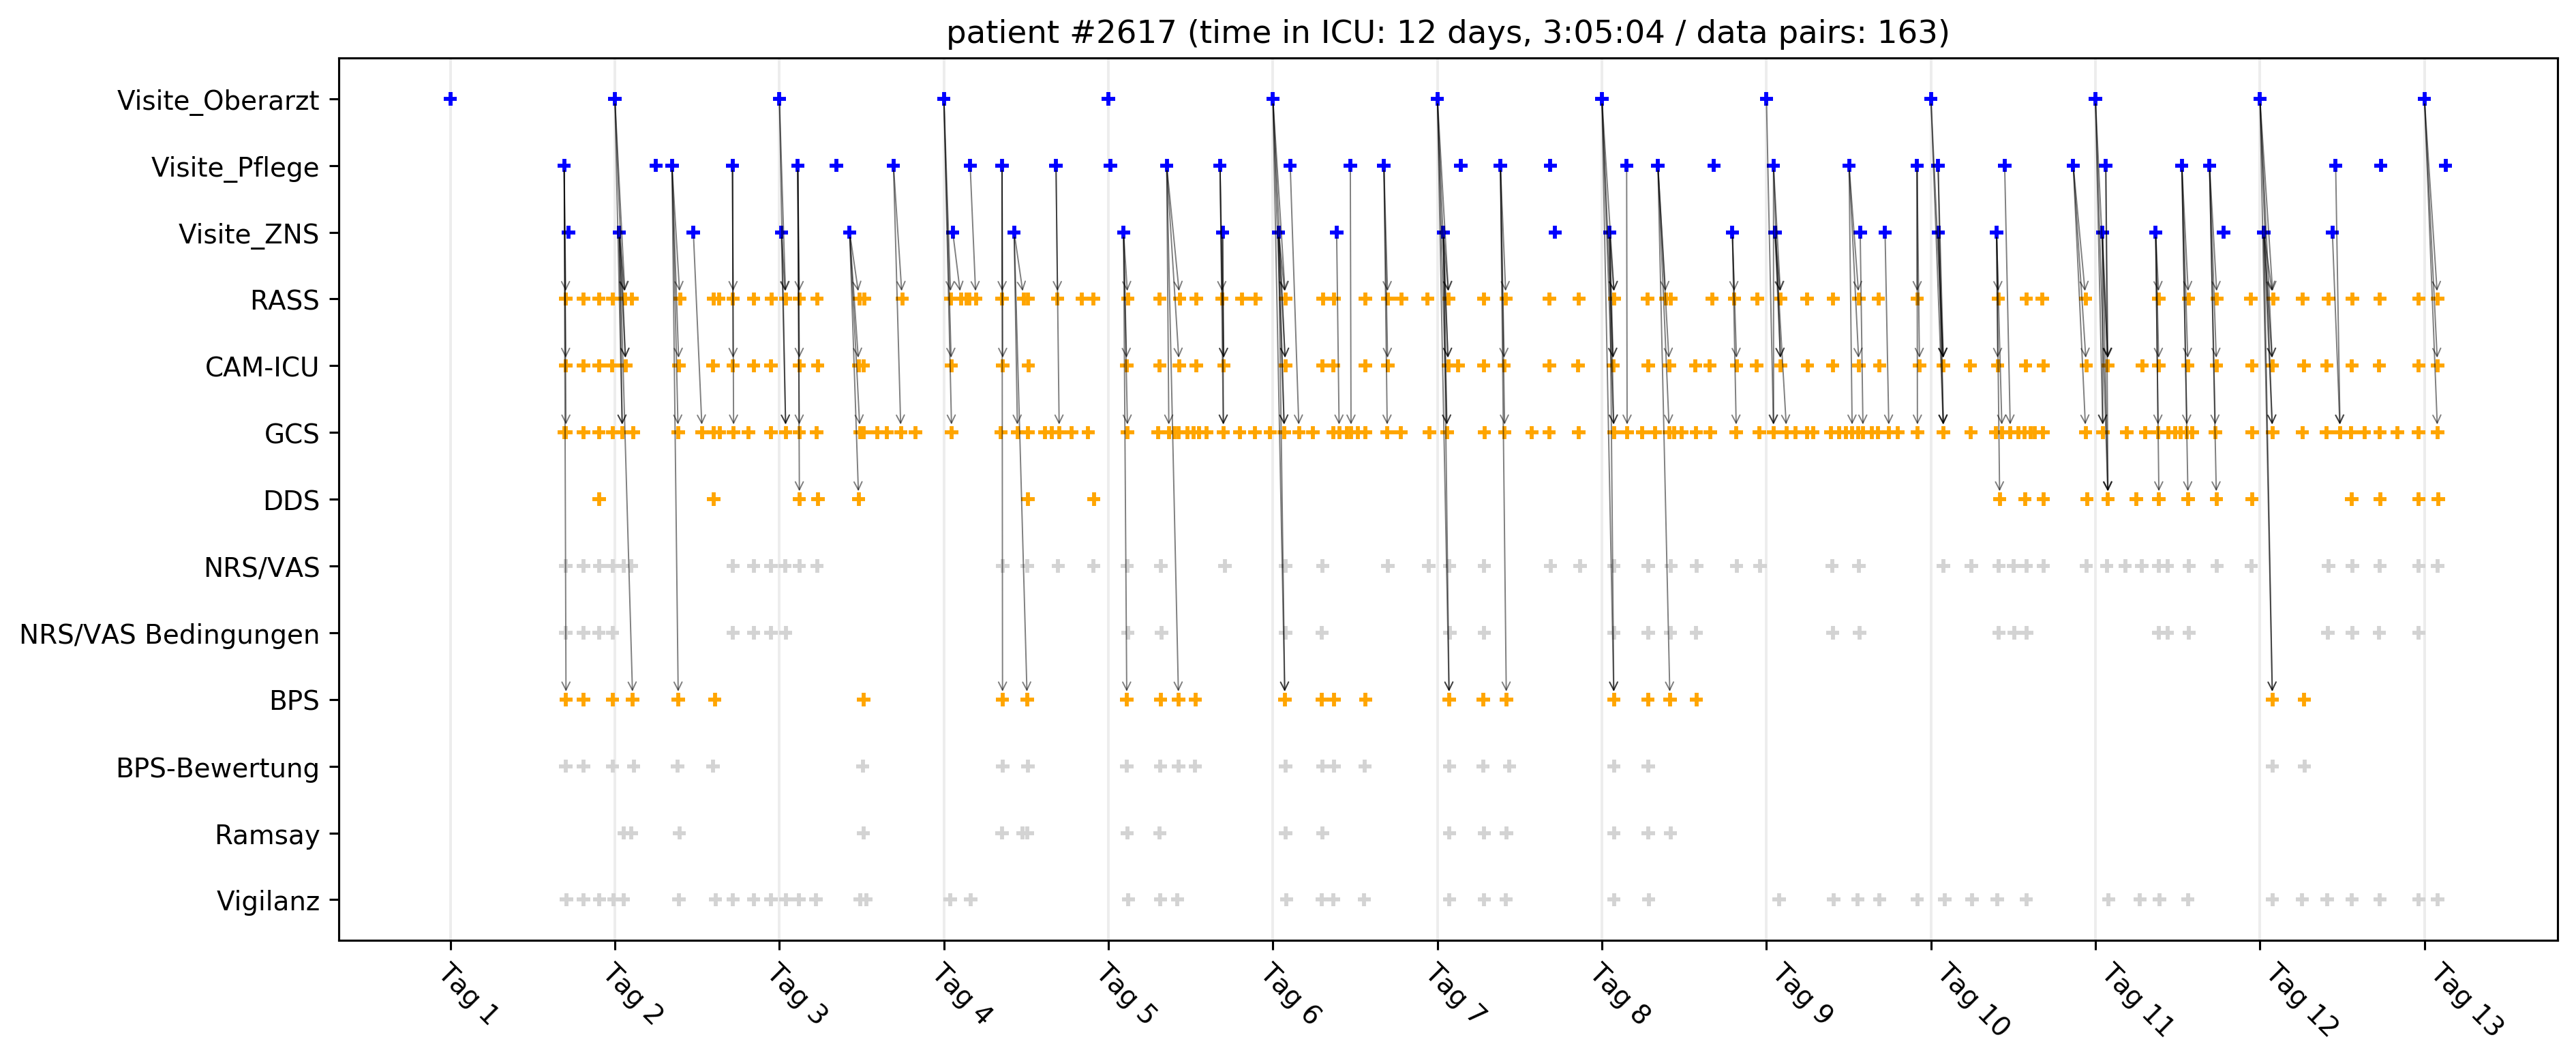 patient #2617 (time in ICU: 12 days, 3:05:04 / data pairs: 163)
Visite_Oberarzt
Visite_Pflege
Visite_ZNS
RASS
CAM-ICU
GCS
DDS
NRS/VAS
NRS/VAS Bedingungen
BPS
BPS-Bewertung
Ramsay
Vigilanz
Tag 1
Tag 2
Tag 3
Tag 4
Tag 5
Tag 6
Tag 7
Tag 8
Tag 9
Tag 10
Tag 11
Tag 12
Tag 13